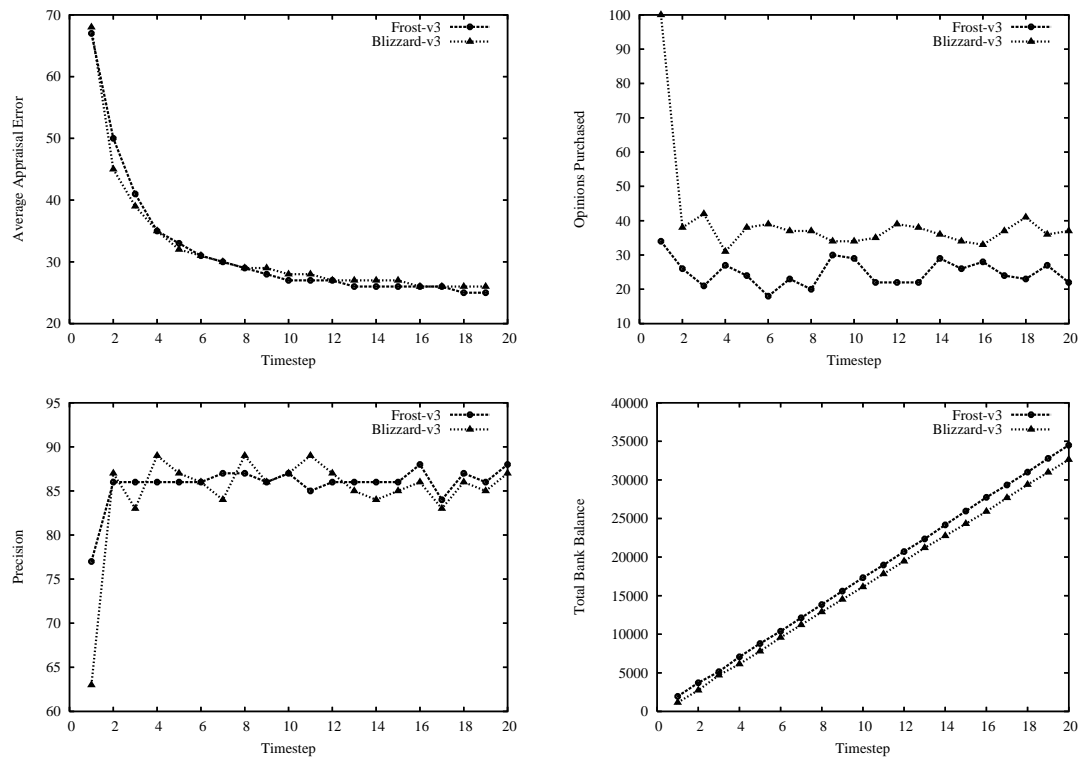 70
60
50
40
30
20
0 2 4 6 8 10 12 14 16 18 20
Average Appraisal Error
Timestep
Frost-v3
Blizzard-v3
100
90
80
70
60
50
40
30
20
10
0 2 4 6 8 10 12 14 16 18 20
Opinions Purchased
Timestep
Frost-v3
Blizzard-v3
95
90
85
80
75
70
65
60
0 2 4 6 8 10 12 14 16 18 20
Precision
Timestep
Frost-v3
Blizzard-v3
40000
35000
30000
25000
20000
15000
10000
5000
0
0 2 4 6 8 10 12 14 16 18 20
Total Bank Balance
Timestep
Frost-v3
Blizzard-v3